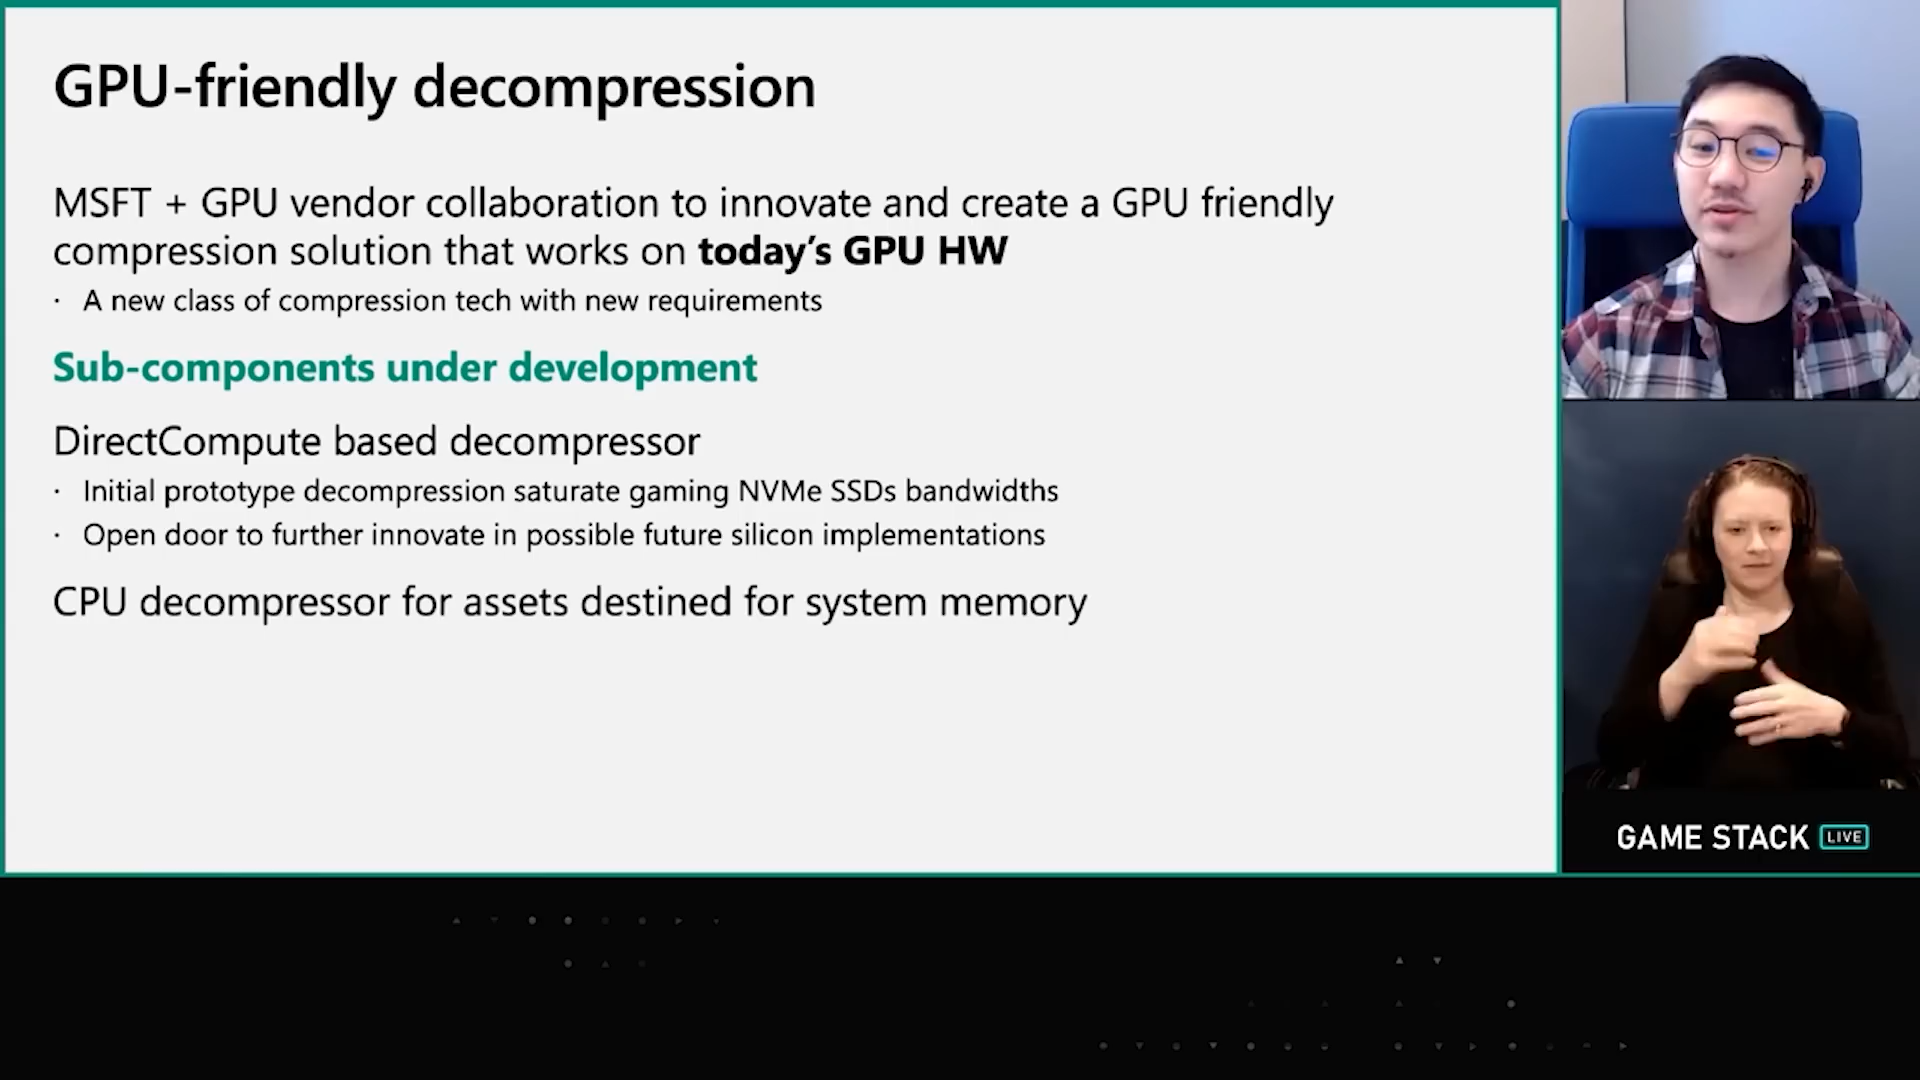 GPU-friendly decompression
MSFT + GPU vendor collaboration to innovate and create a GPU friendly
compression solution that works on today's GPU HW
· A new class of compression tech with new requirements
Sub-components under development
DirectCompute based decompressor
· Initial prototype decompression saturate gaming NVMe SSDs bandwidths
· Open door to further innovate in possible future silicon implementations
CPU decompressor for assets destined for system memory
GAME STACK LIVE